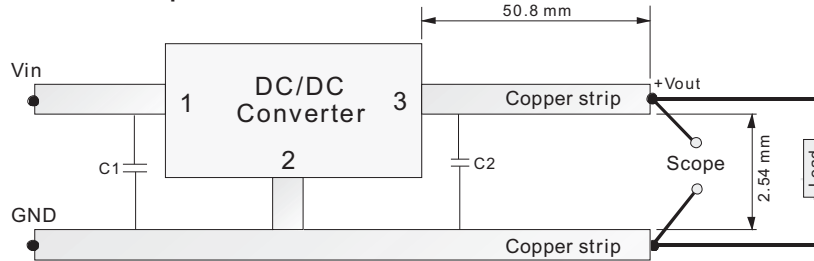 50.8 mm
Vin
DC/DC
Converter
1
3
2
Copper strip
+Vout
C1
C2
Scope
2.54 mm
Load
GND
Copper strip